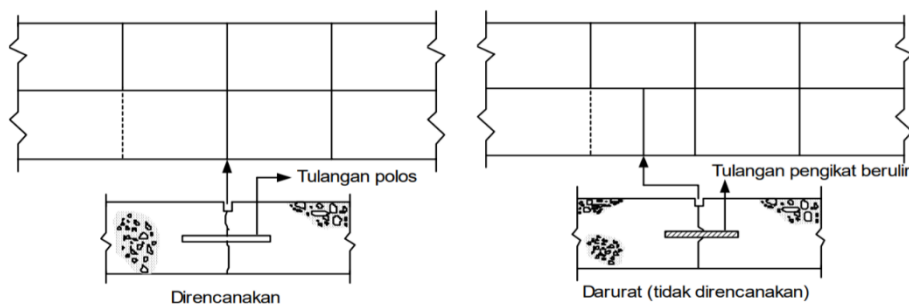 Tulangan polos
Direncanakan
Tulangan pengikat berulir
Darurat (tidak direncanakan)